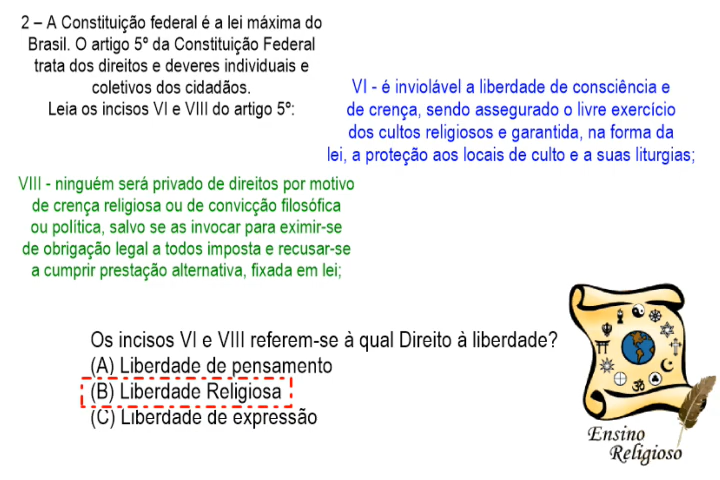 2 – A Constituição federal é a lei máxima do
Brasil. O artigo 5º da Constituição Federal
trata dos direitos e deveres individuais e
coletivos dos cidadãos.
Leia os incisos VI e VIII do artigo 5º:
VI - é inviolável a liberdade de consciência e
de crença, sendo assegurado o livre exercício
dos cultos religiosos e garantida, na forma da
lei, a proteção aos locais de culto e a suas liturgias;
VIII - ninguém será privado de direitos por motivo
de crença religiosa ou de convicção filosófica
ou política, salvo se as invocar para eximir-se
de obrigação legal a todos imposta e recusar-se
a cumprir prestação alternativa, fixada em lei;
Os incisos VI e VIII referem-se à qual Direito à liberdade?
(A) Liberdade de pensamento
(B) Liberdade Religiosa
(C) Liberdade de expressão
Ensino
Religioso